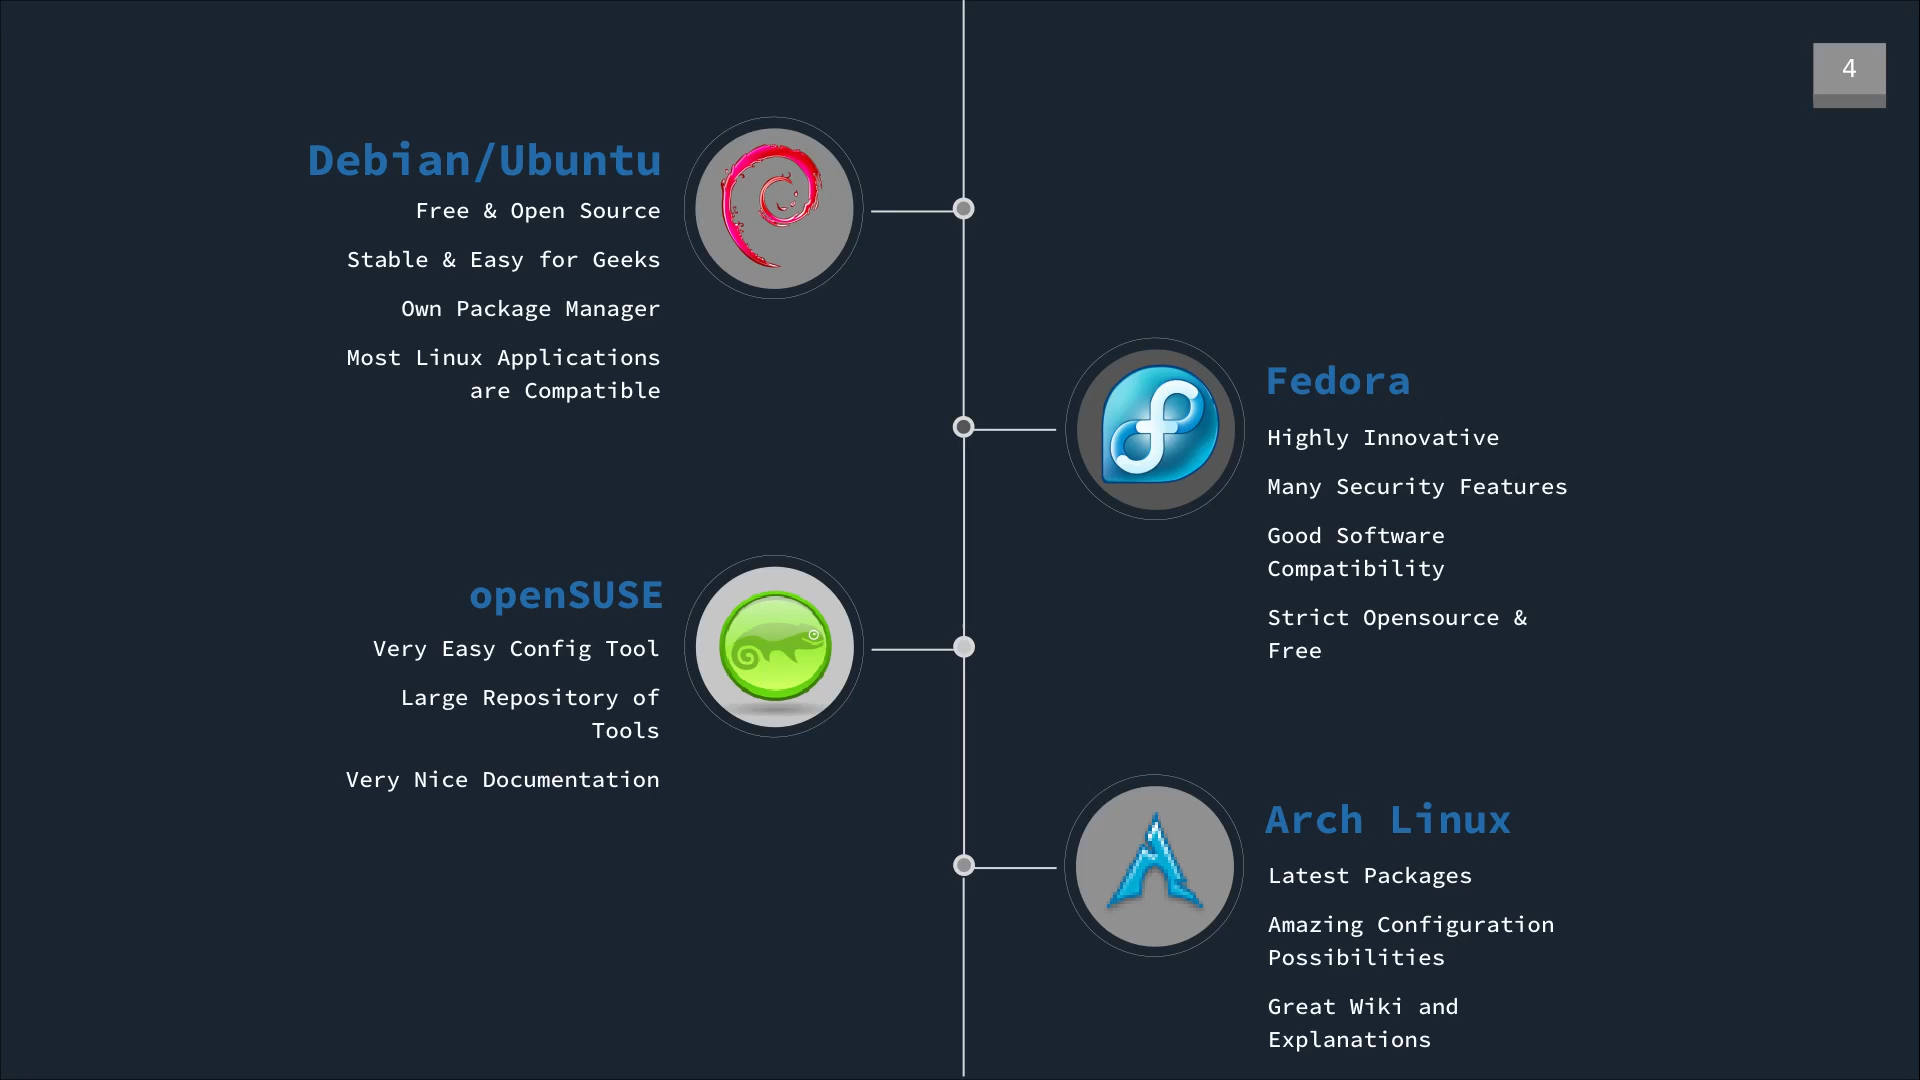 4
Debian/Ubuntu
Free & Open Source
Stable & Easy for Geeks
Own Package Manager
Most Linux Applications
are Compatible
Fedora
Highly Innovative
Many Security Features
Good Software
Compatibility
Strict Opensource &
Free
openSUSE
Very Easy Config Tool
Large Repository of
Tools
Very Nice Documentation
Arch Linux
Latest Packages
Amazing Configuration
Possibilities
Great Wiki and
Explanations